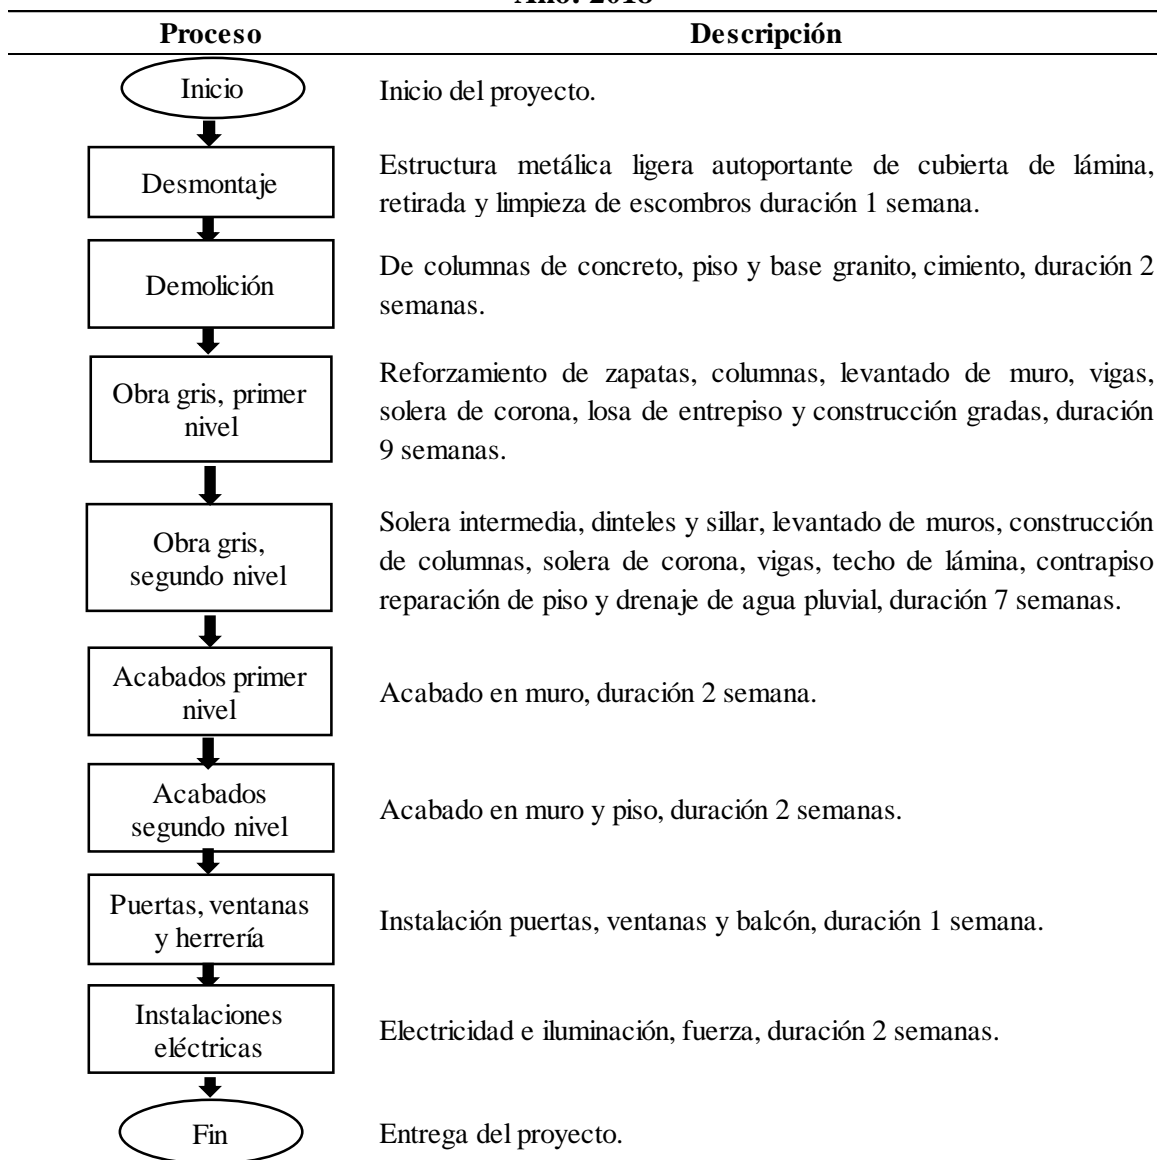 Año: 2018
Proceso Descripción
Inicio
Inicio del proyecto.
Desmontaje
Estructura metálica ligera autoportante de cubierta de lámina,
retirada y limpieza de escombros duración 1 semana.
Demolición
De columnas de concreto, piso y base granito, cimiento, duración 2
semanas.
Obra gris, primer
nivel
Reforzamiento de zapatas, columnas, levantado de muro, vigas,
solera de corona, losa de entrepiso y construcción gradas, duración
9 semanas.
Obra gris,
segundo nivel
Solera intermedia, dinteles y sillar, levantado de muros, construcción
de columnas, solera de corona, vigas, techo de lámina, contrapiso
reparación de piso y drenaje de agua pluvial, duración 7 semanas.
Acabados primer
nivel
Acabado en muro, duración 2 semana.
Acabados
segundo nivel
Acabado en muro y piso, duración 2 semanas.
Puertas, ventanas
y herrería
Instalación puertas, ventanas y balcón, duración 1 semana.
Instalaciones
eléctricas
Electricidad e iluminación, fuerza, duración 2 semanas.
Fin
Entrega del proyecto.